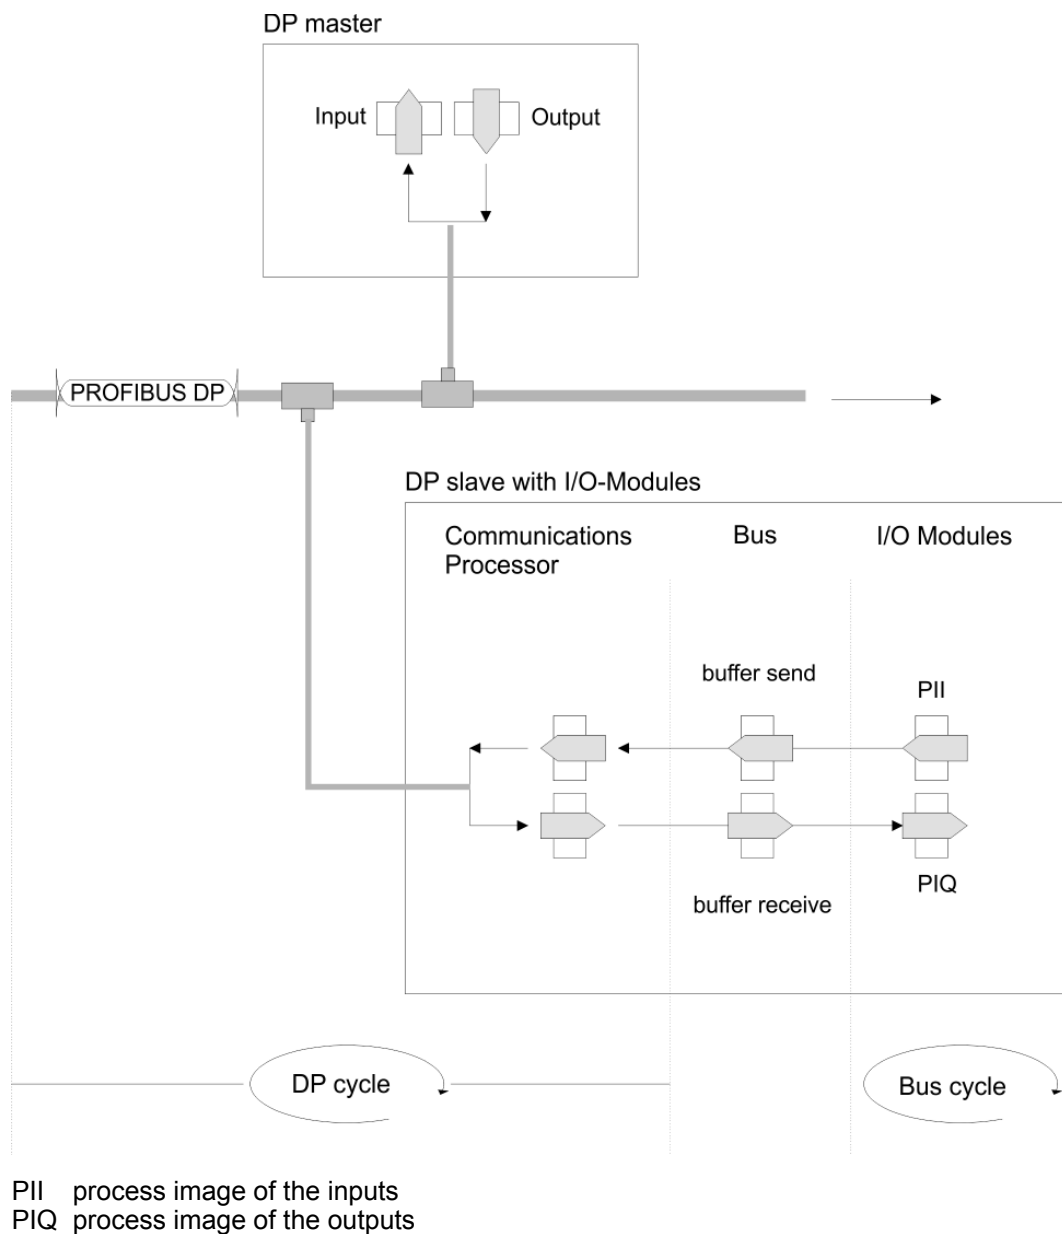 DP master
Input
Output
PROFIBUS DP
DP slave with I/O-Modules
Communications
Processor
Bus
I/O Modules
buffer send
PII
PIQ
buffer receive
DP cycle
Bus cycle
PII process image of the inputs
PIQ process image of the outputs